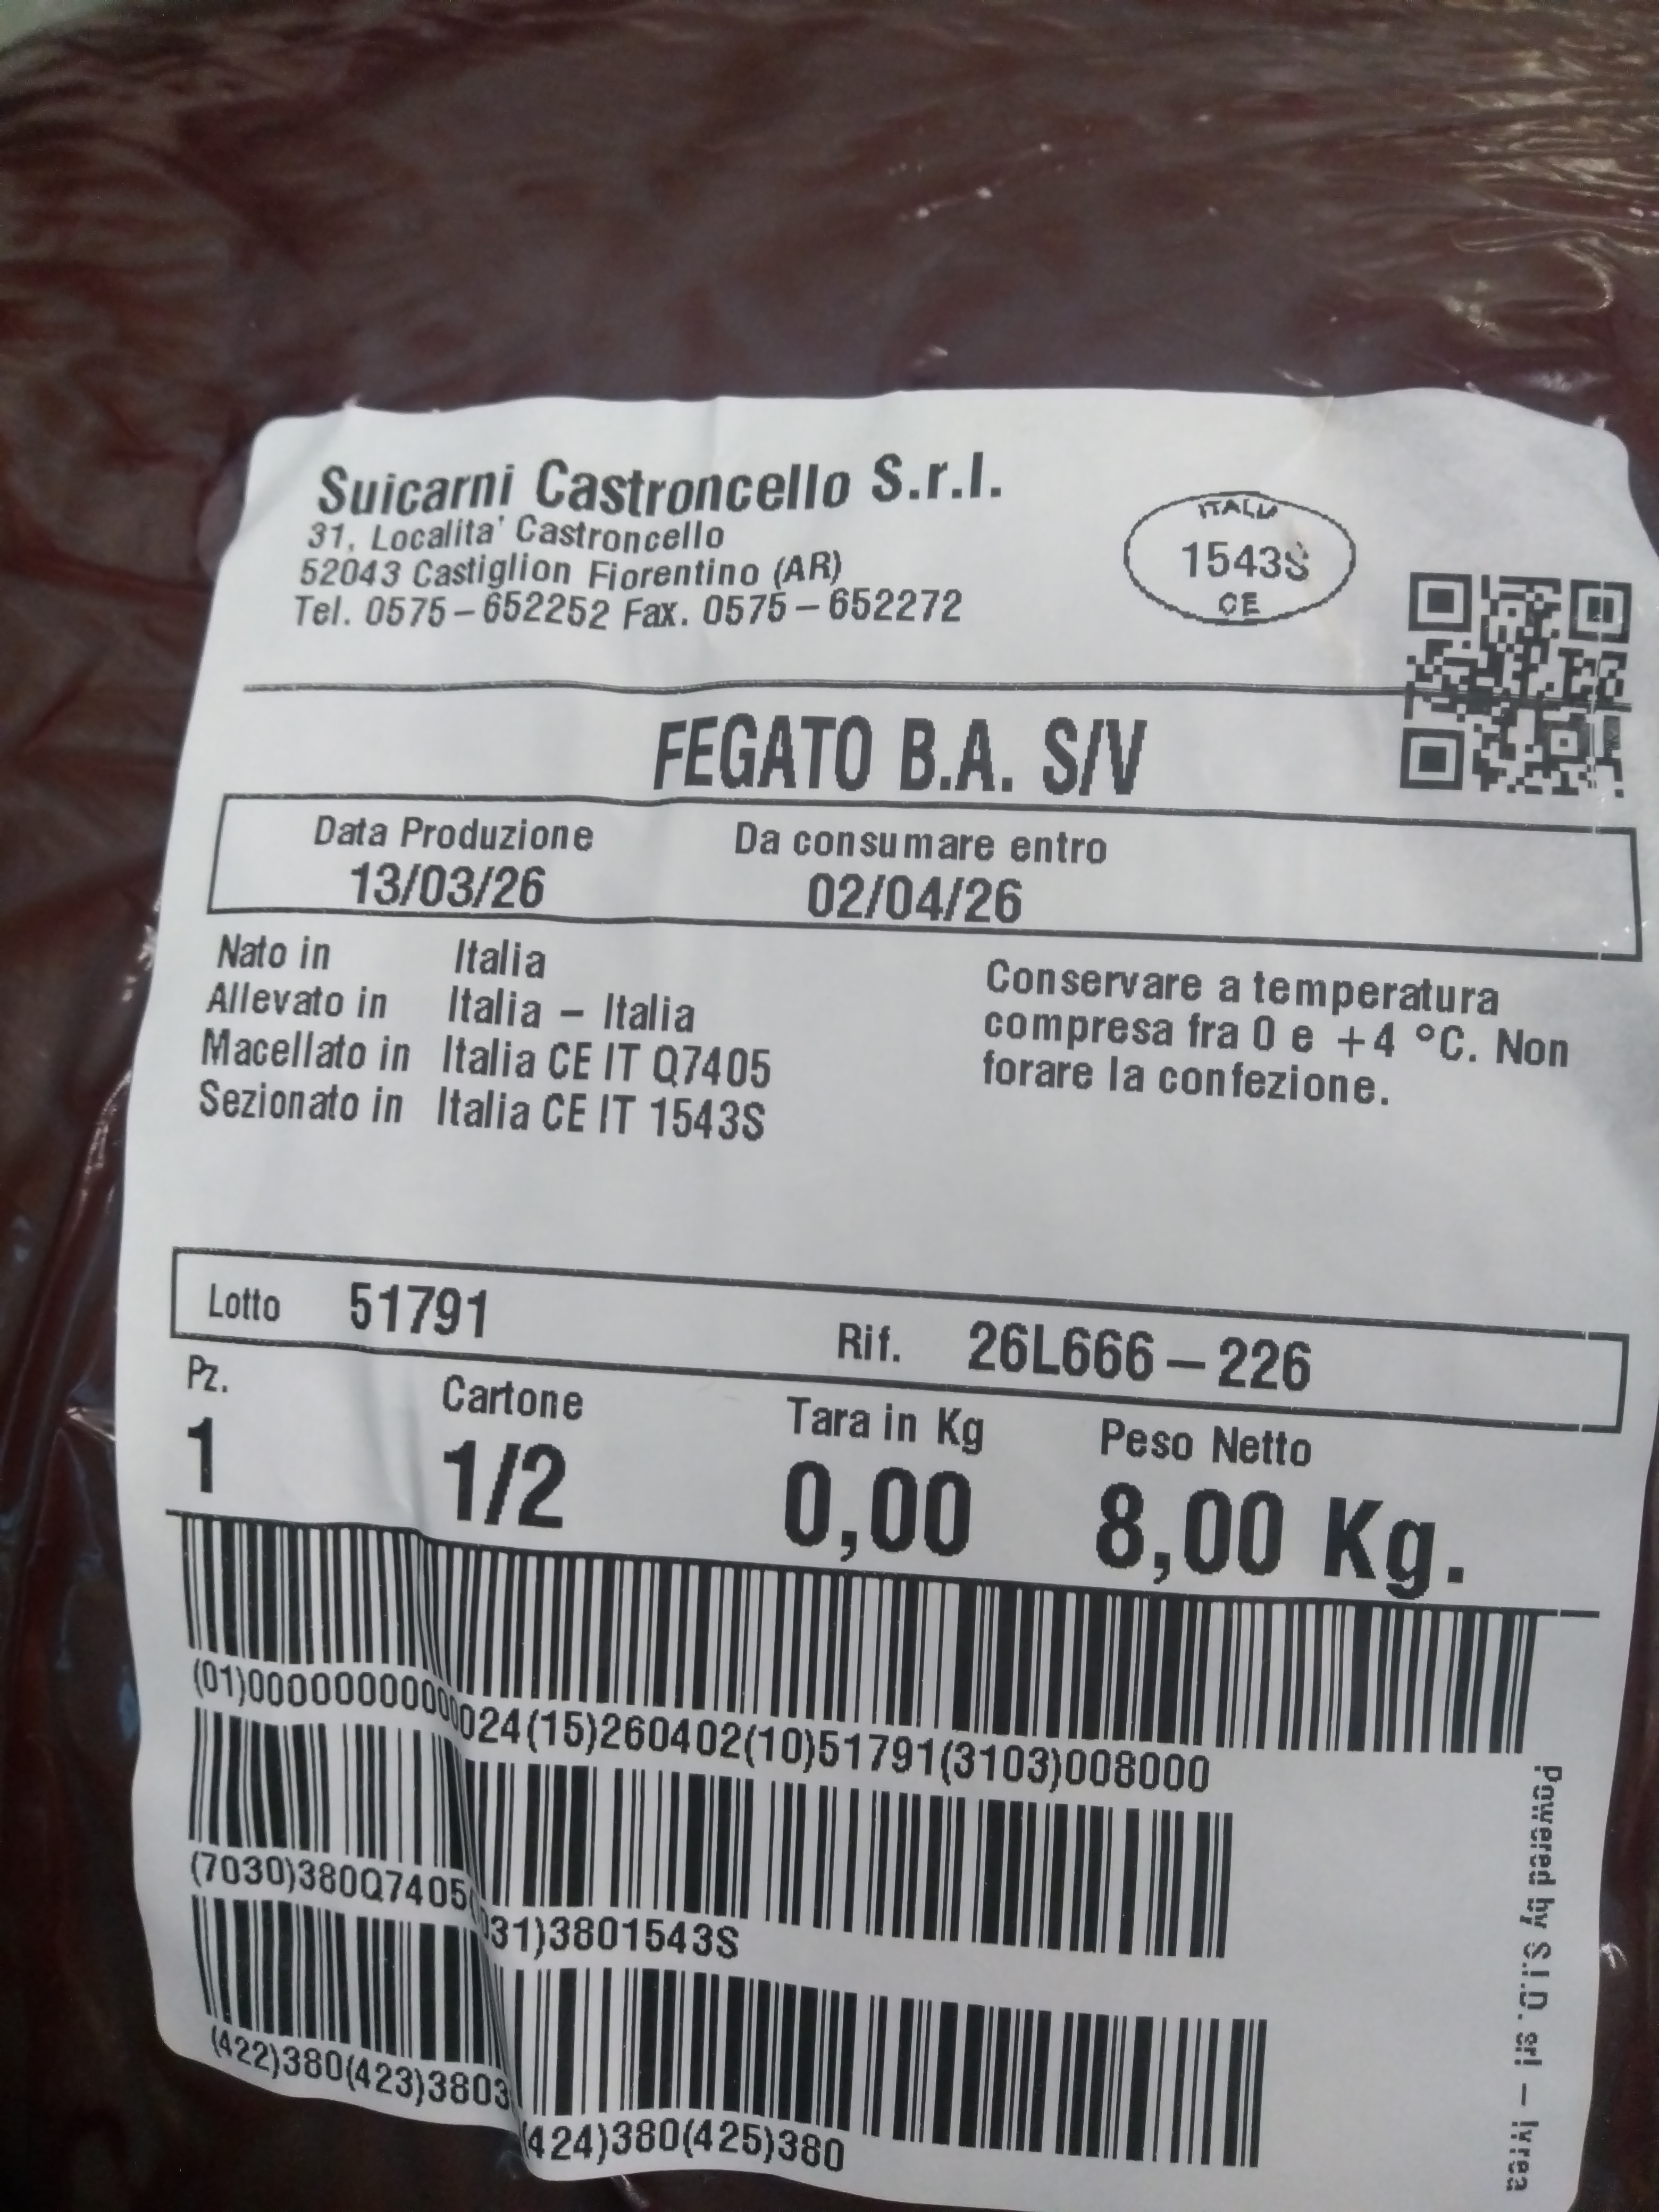 Suicarni Castroncello S.r.l.
31, Localita' Castroncello
52043 Castiglion Fiorentino (AR)
Tel. 0575-652252 Fax. 0575-652272
ITALIA
1543S
CE
FEGATO B.A. S/V
Data Produzione Da consumare entro
13/03/26 02/04/26
Nato in Italia
Allevato in Italia - Italia
Macellato in Italia CE IT Q7405
Sezionato in Italia CE IT 1543S
Conservare a temperatura
compresa fra 0 e +4 °C. Non
forare la confezione.
Lotto 51791 Rif. 26L666-226
Pz. Cartone Tara in Kg Peso Netto
1 1/2 0,00 8,00 Kg.
(15)260402(10)51791(3103)008000
(7030)380Q7405 31)3801543S
(422)380(423)3803 (424)380(425)380
Powered by S.I.D. srl - Ivrea